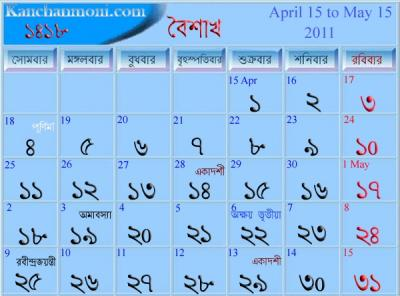 Kanchanmoni.com
১৪১৮ বৈশাখ April 15 to May 15
2011
সোমবার মঙ্গলবার বুধবার বৃহস্পতিবার শুক্রবার শনিবার রবিবার
15 Apr 16 17
১ ২ ৩
18 পূর্ণিমা 19 20 21 22 23 24
৪ ৫ ৬ ৭ ৮ ৯ ১০
25 26 27 28 একাদশী 29 30 1 May
১১ ১২ ১৩ ১৪ ১৫ ১৬ ১৭
2 3 অমাবস্যা 4 5 6 অক্ষয় তৃতীয়া 7 8
১৮ ১৯ ২০ ২১ ২২ ২৩ ২৪
9 রবীন্দ্রজয়ন্তী 10 11 12 13 একাদশী 14 15
২৫ ২৬ ২৭ ২৮ ২৯ ৩০ ৩১